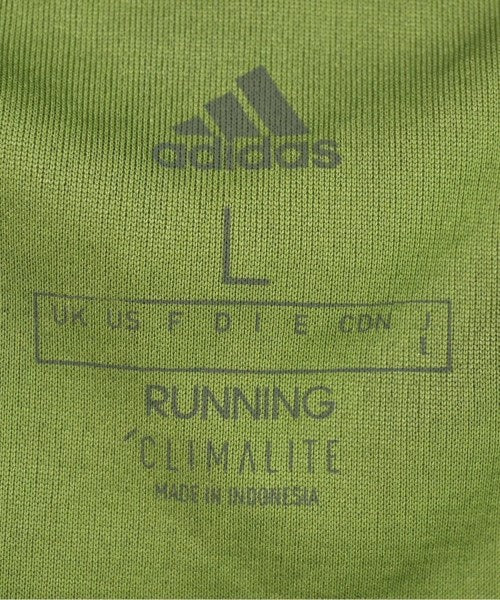 adidas
L
UK US F D I E CDN J
L
RUNNING
´CLIMALITE
MADE IN INDONESIA